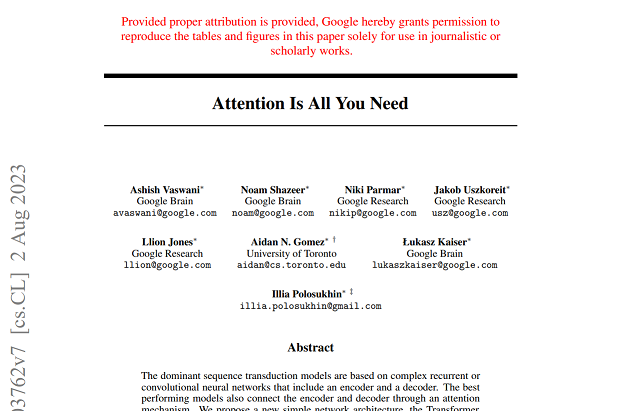 Provided proper attribution is provided, Google hereby grants permission to
reproduce the tables and figures in this paper solely for use in journalistic or
scholarly works.
Attention Is All You Need
Ashish Vaswani* Noam Shazeer* Niki Parmar* Jakob Uszkoreit*
Google Brain Google Brain Google Research Google Research
avaswani@google.com noam@google.com nikip@google.com usz@google.com
Llion Jones* Aidan N. Gomez* † Łukasz Kaiser*
Google Research University of Toronto Google Brain
llion@google.com aidan@cs.toronto.edu lukaszkaiser@google.com
Illia Polosukhin* ‡
illia.polosukhin@gmail.com
Abstract
The dominant sequence transduction models are based on complex recurrent or
convolutional neural networks that include an encoder and a decoder. The best
performing models also connect the encoder and decoder through an attention
mechanism. We propose a new simple network architecture, the Transformer
03762v7 [cs.CL] 2 Aug 2023